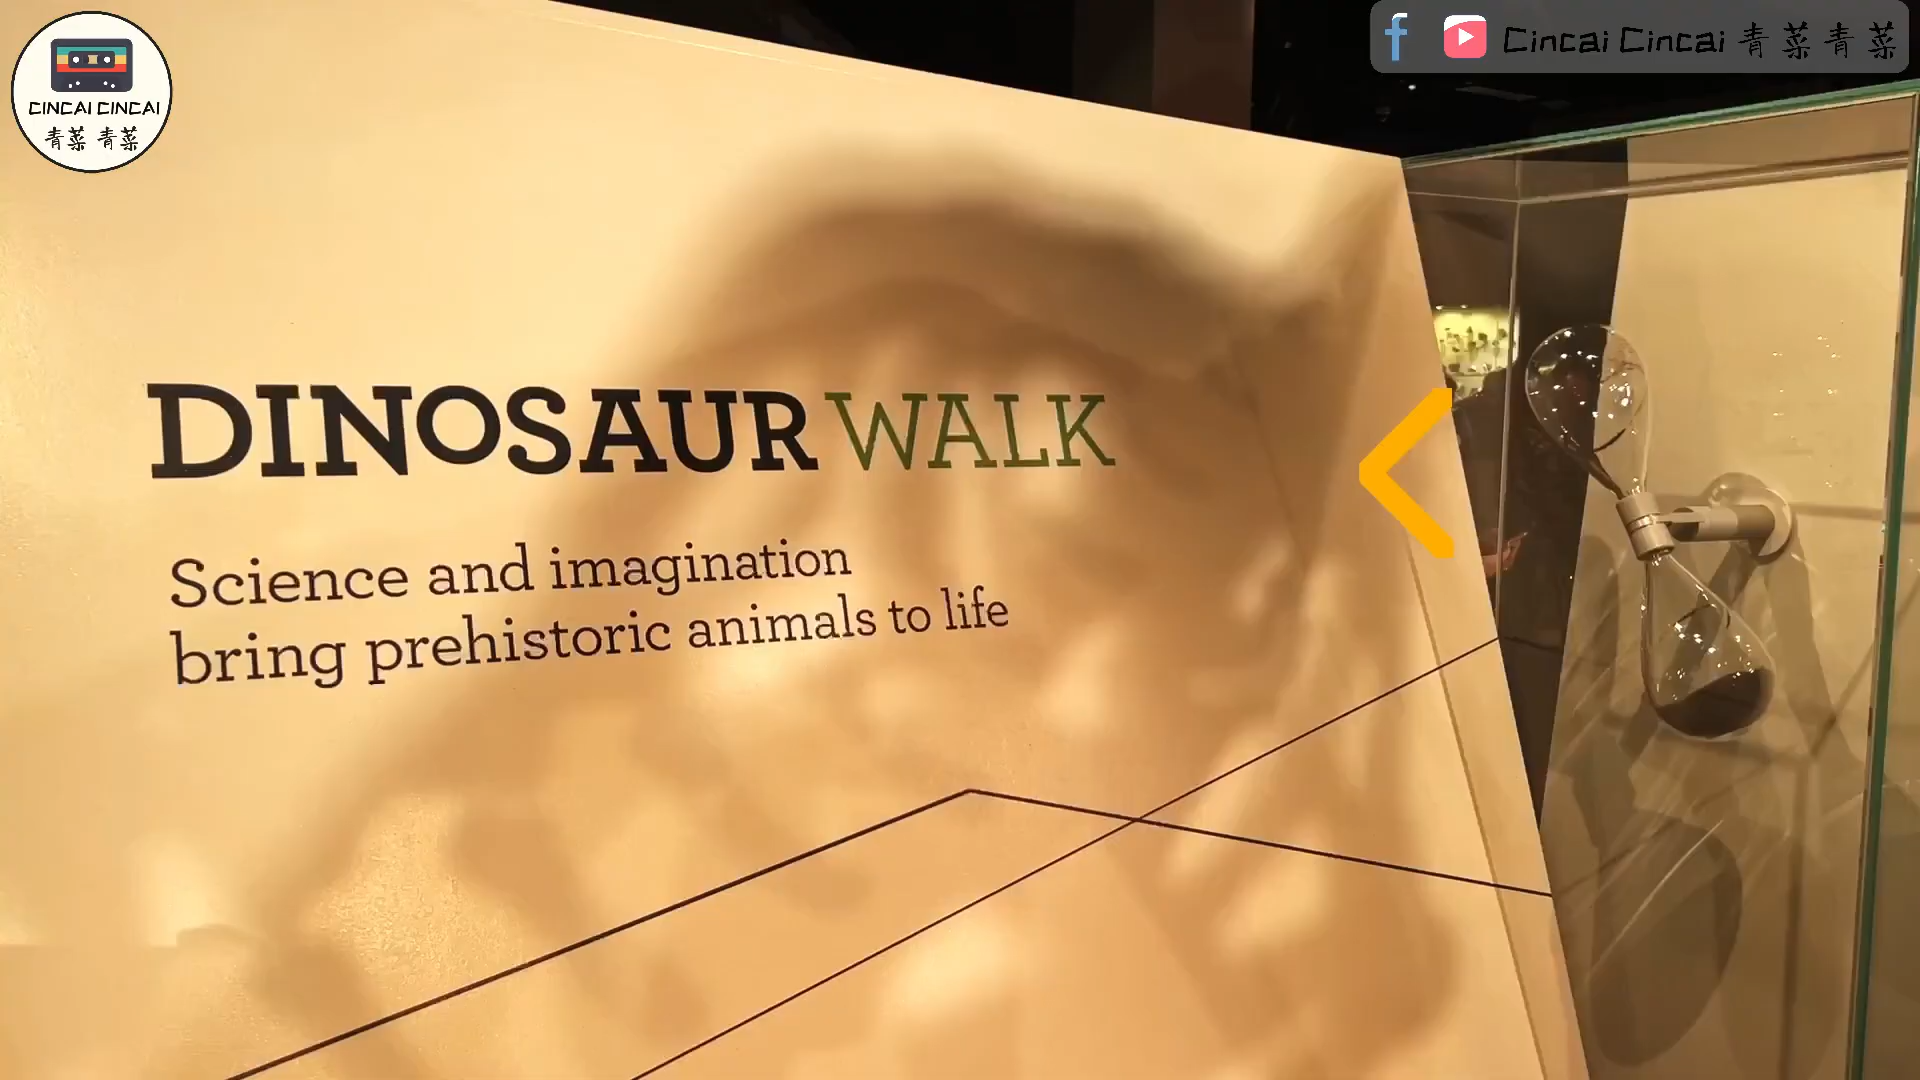 CINCAI CINCAI
青菜 青菜
Cincai Cincai 青菜青菜
DINOSAUR WALK
Science and imagination
bring prehistoric animals to life